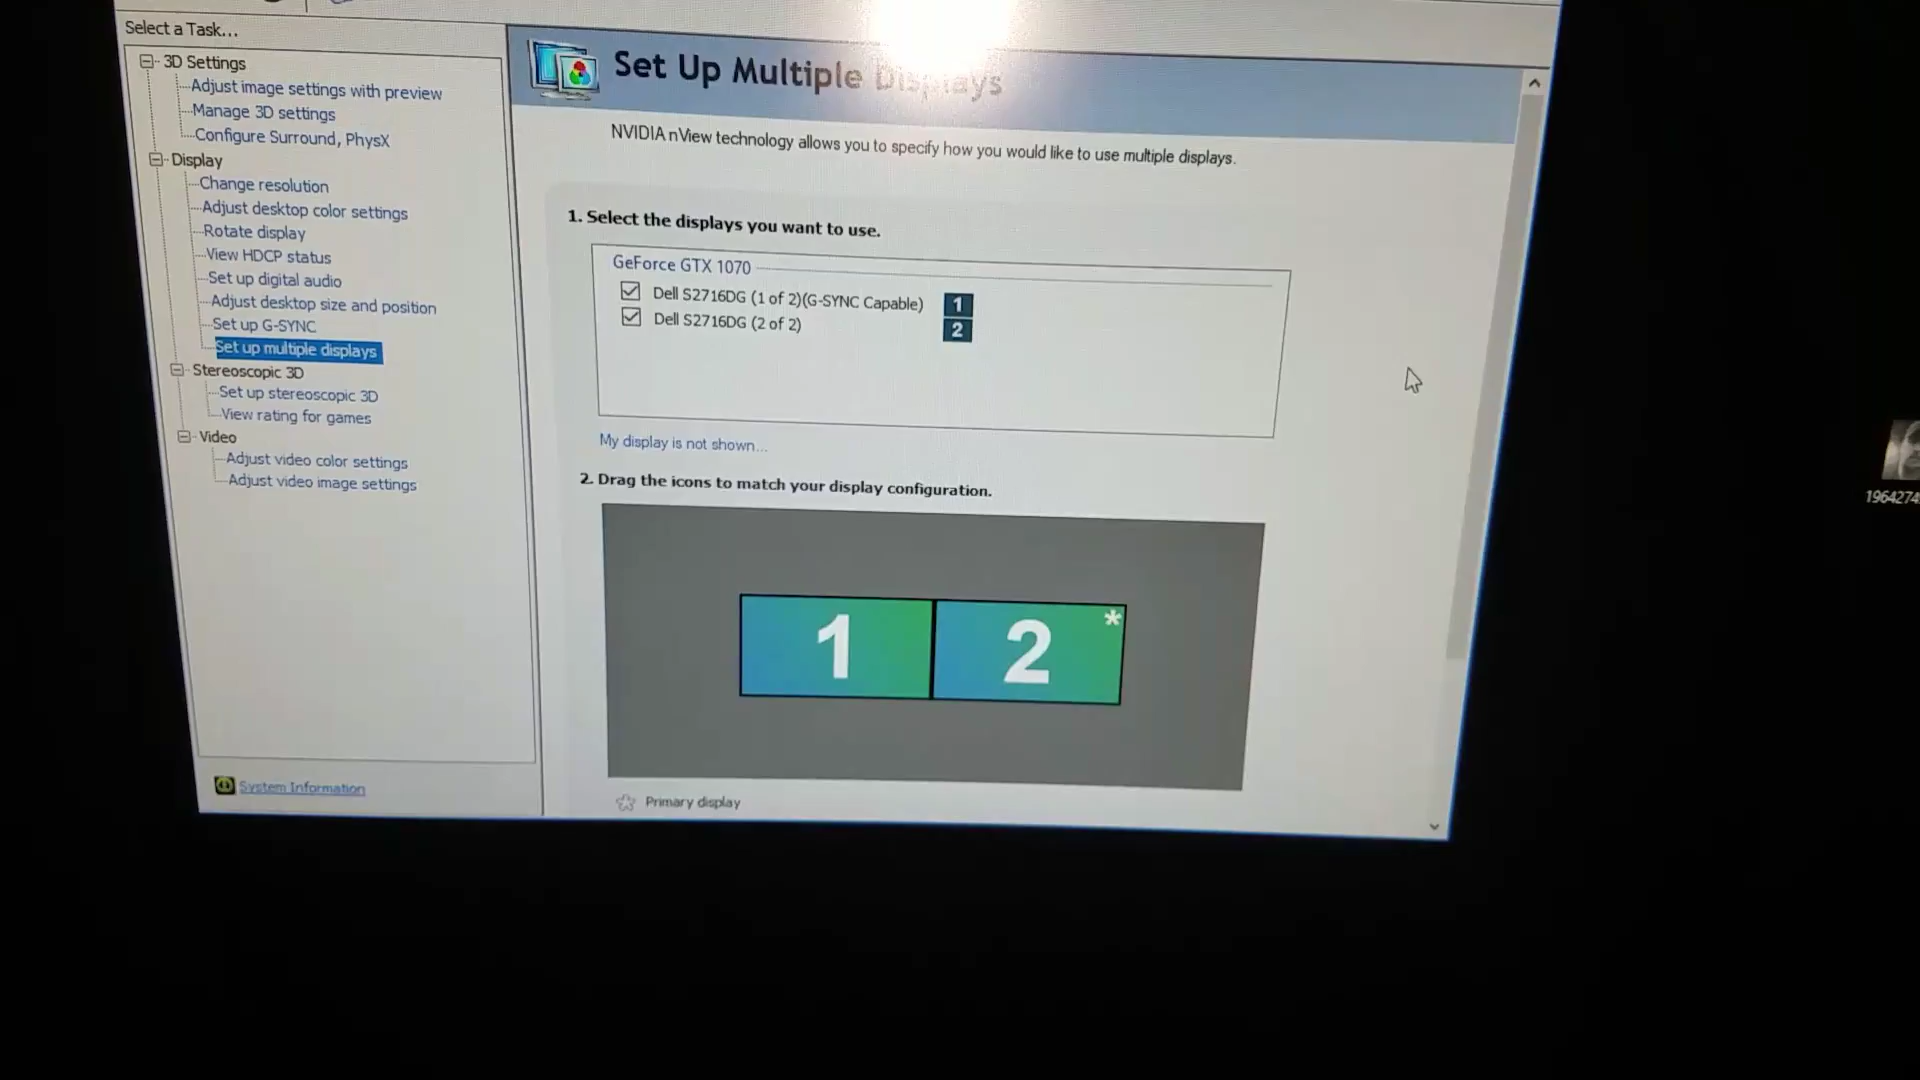 Select a Task...
3D Settings
Adjust image settings with preview
Manage 3D settings
Configure Surround, PhysX
Display
Change resolution
Adjust desktop color settings
Rotate display
View HDCP status
Set up digital audio
Adjust desktop size and position
Set up G-SYNC
Set up multiple displays
Stereoscopic 3D
Set up stereoscopic 3D
View rating for games
Video
Adjust video color settings
Adjust video image settings
System Information
Set Up Multiple Displays
NVIDIA nView technology allows you to specify how you would like to use multiple displays.
1. Select the displays you want to use.
GeForce GTX 1070
Dell S2716DG (1 of 2)(G-SYNC Capable) 1
Dell S2716DG (2 of 2) 2
My display is not shown...
2. Drag the icons to match your display configuration.
1 2 *
Primary display
1964274